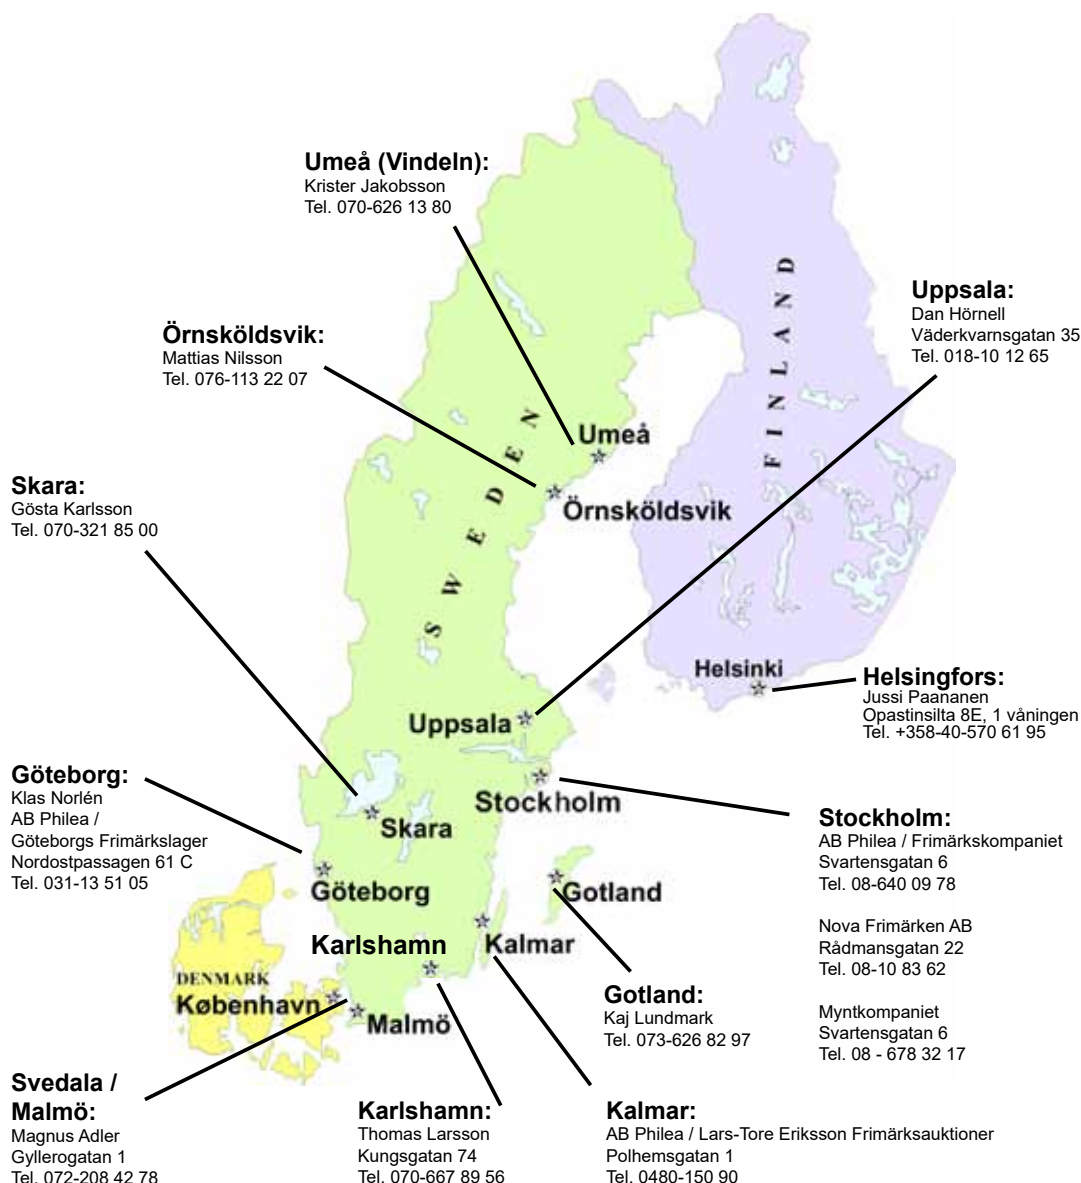 Umeå (Vindeln):
Krister Jakobsson
Tel. 070-626 13 80
Uppsala:
Dan Hörnell
Väderkvarnsgatan 35
Tel. 018-10 12 65
Örnsköldsvik:
Mattias Nilsson
Tel. 076-113 22 07
FINLAND
SWEDEN
Umeå
Örnsköldsvik
Skara:
Gösta Karlsson
Tel. 070-321 85 00
Helsinki
Helsingfors:
Jussi Paananen
Opastinsilta 8E, 1 våningen
Tel. +358-40-570 61 95
Uppsala
Stockholm
Göteborg:
Klas Norlén
AB Philea /
Göteborgs Frimärkslager
Nordostpassagen 61 C
Tel. 031-13 51 05
Skara
Stockholm:
AB Philea / Frimärkskompaniet
Svartensgatan 6
Tel. 08-640 09 78
Nova Frimärken AB
Rådmansgatan 22
Tel. 08-10 83 62
Myntkompaniet
Svartensgatan 6
Tel. 08 - 678 32 17
Göteborg
Gotland
Karlshamn
Kalmar
DENMARK
København
Malmö
Gotland:
Kaj Lundmark
Tel. 073-626 82 97
Svedala /
Malmö:
Magnus Adler
Gyllerogatan 1
Tel. 072-208 42 78
Karlshamn:
Thomas Larsson
Kungsgatan 74
Tel. 070-667 89 56
Kalmar:
AB Philea / Lars-Tore Eriksson Frimärksauktioner
Polhemsgatan 1
Tel. 0480-150 90